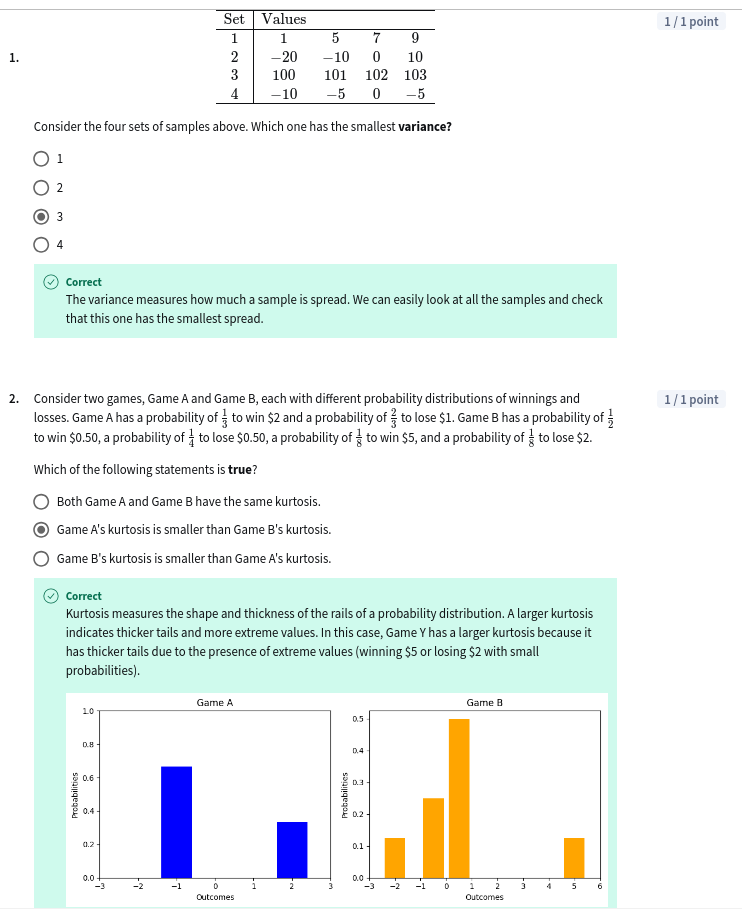 Set Values
1 1 5 7 9
2 −20 −10 0 10
3 100 101 102 103
4 −10 −5 0 −5
1 / 1 point
1.
Consider the four sets of samples above. Which one has the smallest variance?
1
2
3
4
Correct
The variance measures how much a sample is spread. We can easily look at all the samples and check
that this one has the smallest spread.
2. Consider two games, Game A and Game B, each with different probability distributions of winnings and
1 / 1 point
losses. Game A has a probability of 1/3 to win $2 and a probability of 2/3 to lose $1. Game B has a probability of 1/2
to win $0.50, a probability of 1/4 to lose $0.50, a probability of 1/8 to win $5, and a probability of 1/8 to lose $2.
Which of the following statements is true?
Both Game A and Game B have the same kurtosis.
Game A's kurtosis is smaller than Game B's kurtosis.
Game B's kurtosis is smaller than Game A's kurtosis.
Correct
Kurtosis measures the shape and thickness of the rails of a probability distribution. A larger kurtosis
indicates thicker tails and more extreme values. In this case, Game Y has a larger kurtosis because it
has thicker tails due to the presence of extreme values (winning $5 or losing $2 with small
probabilities).
Game A
1.0
0.8
0.6
0.4
0.2
0.0
Probabilities
−3 −2 −1 0 1 2 3
Outcomes
Game B
0.5
0.4
0.3
0.2
0.1
0.0
Probabilities
−3 −2 −1 0 1 2 3 4 5 6
Outcomes